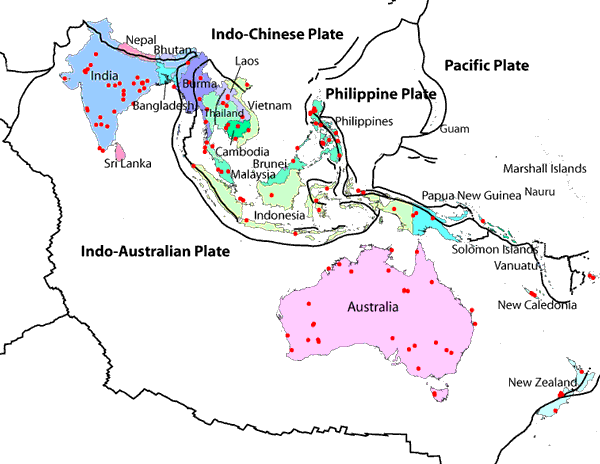 Indo-Chinese Plate
Nepal
Bhutan
Laos
Pacific Plate
India
Burma
Philippine Plate
Bangladesh
Vietnam
Thailand
Philippines
Guam
Cambodia
Sri Lanka
Brunei
Malaysia
Marshall Islands
Papua New Guinea
Nauru
Indonesia
Indo-Australian Plate
Solomon Islands
Vanuatu
Australia
New Caledonia
New Zealand